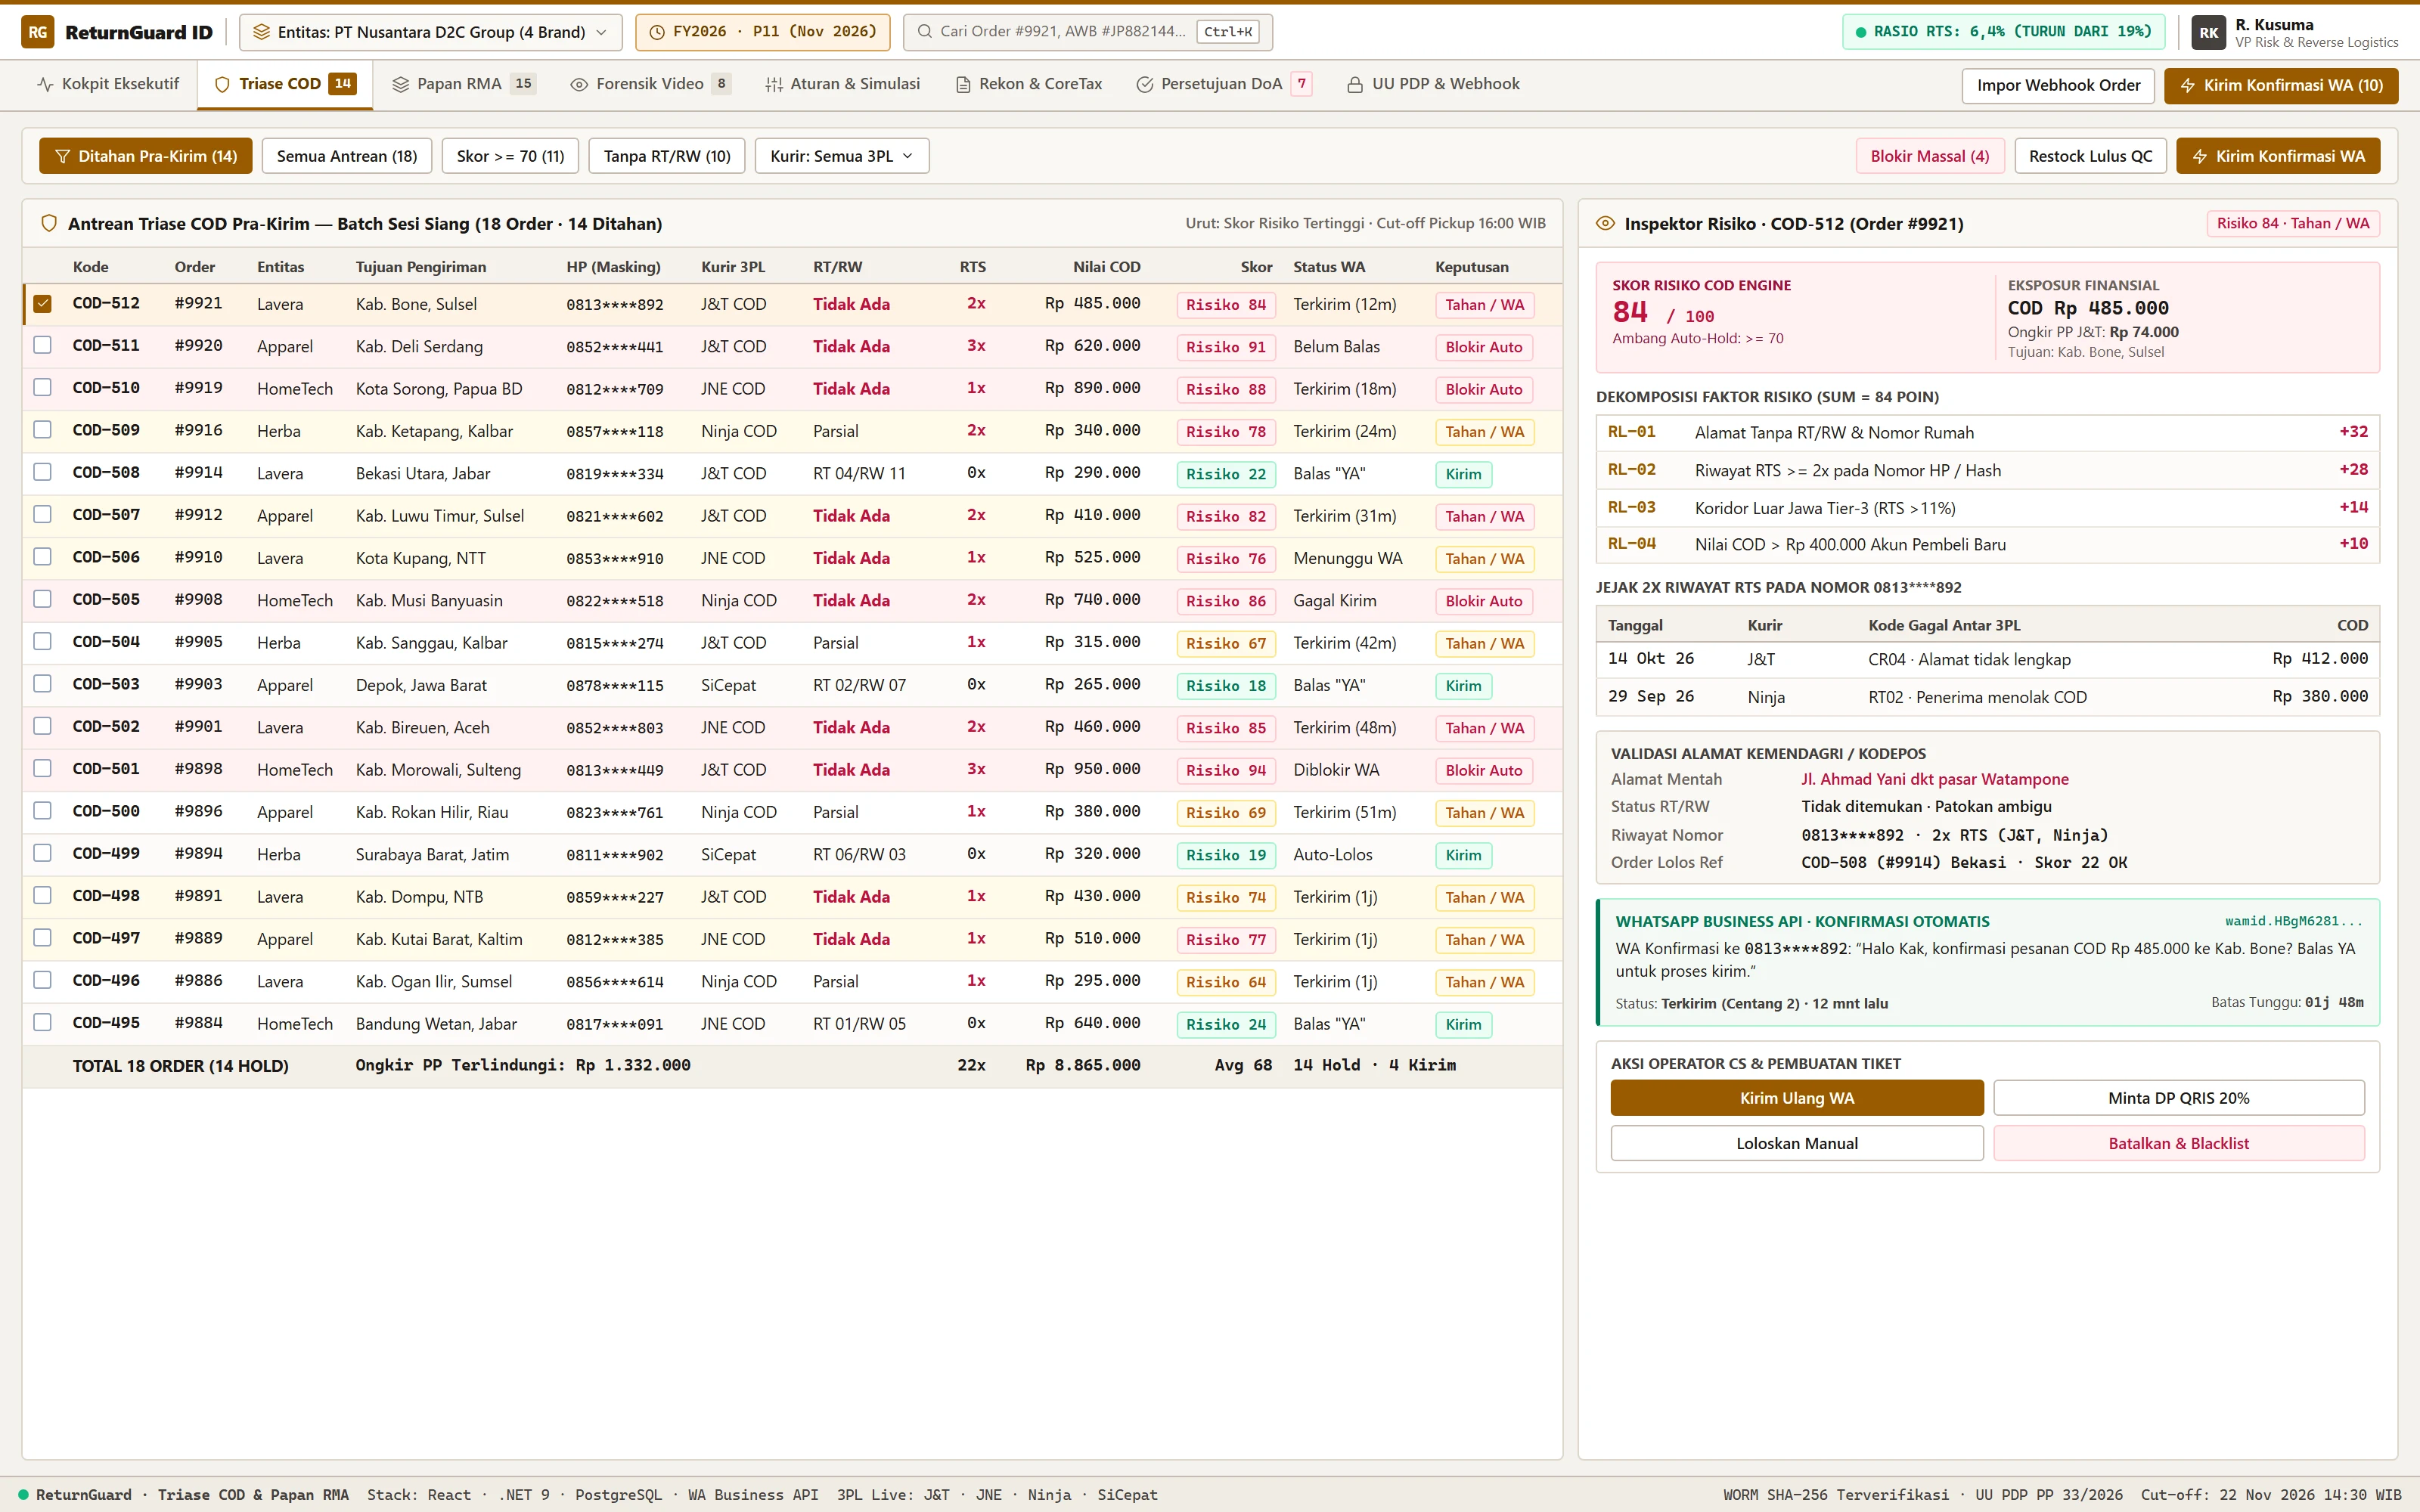 RG ReturnGuard ID Entitas: PT Nusantara D2C Group (4 Brand) FY2026 · P11 (Nov 2026) Cari Order #9921, AWB #JP882144... Ctrl+K RASIO RTS: 6,4% (TURUN DARI 19%) RK R. Kusuma
VP Risk & Reverse Logistics
Kokpit Eksekutif Triase COD 14 Papan RMA 15 Forensik Video 8 Aturan & Simulasi Rekon & CoreTax Persetujuan DoA 7 UU PDP & Webhook Impor Webhook Order Kirim Konfirmasi WA (10)
Ditahan Pra-Kirim (14) Semua Antrean (18) Skor >= 70 (11) Tanpa RT/RW (10) Kurir: Semua 3PL Blokir Massal (4) Restock Lulus QC Kirim Konfirmasi WA
Antrean Triase COD Pra-Kirim — Batch Sesi Siang (18 Order · 14 Ditahan) Urut: Skor Risiko Tertinggi · Cut-off Pickup 16:00 WIB
Kode Order Entitas Tujuan Pengiriman HP (Masking) Kurir 3PL RT/RW RTS Nilai COD Skor Status WA Keputusan
COD-512 #9921 Lavera Kab. Bone, Sulsel 0813****892 J&T COD Tidak Ada 2x Rp 485.000 Risiko 84 Terkirim (12m) Tahan / WA
COD-511 #9920 Apparel Kab. Deli Serdang 0852****441 J&T COD Tidak Ada 3x Rp 620.000 Risiko 91 Belum Balas Blokir Auto
COD-510 #9919 HomeTech Kota Sorong, Papua BD 0812****709 JNE COD Tidak Ada 1x Rp 890.000 Risiko 88 Terkirim (18m) Blokir Auto
COD-509 #9916 Herba Kab. Ketapang, Kalbar 0857****118 Ninja COD Parsial 2x Rp 340.000 Risiko 78 Terkirim (24m) Tahan / WA
COD-508 #9914 Lavera Bekasi Utara, Jabar 0819****334 J&T COD RT 04/RW 11 0x Rp 290.000 Risiko 22 Balas "YA" Kirim
COD-507 #9912 Apparel Kab. Luwu Timur, Sulsel 0821****602 J&T COD Tidak Ada 2x Rp 410.000 Risiko 82 Terkirim (31m) Tahan / WA
COD-506 #9910 Lavera Kota Kupang, NTT 0853****910 JNE COD Tidak Ada 1x Rp 525.000 Risiko 76 Menunggu WA Tahan / WA
COD-505 #9908 HomeTech Kab. Musi Banyuasin 0822****518 Ninja COD Tidak Ada 2x Rp 740.000 Risiko 86 Gagal Kirim Blokir Auto
COD-504 #9905 Herba Kab. Sanggau, Kalbar 0815****274 J&T COD Parsial 1x Rp 315.000 Risiko 67 Terkirim (42m) Tahan / WA
COD-503 #9903 Apparel Depok, Jawa Barat 0878****115 SiCepat RT 02/RW 07 0x Rp 265.000 Risiko 18 Balas "YA" Kirim
COD-502 #9901 Lavera Kab. Bireuen, Aceh 0852****803 JNE COD Tidak Ada 2x Rp 460.000 Risiko 85 Terkirim (48m) Tahan / WA
COD-501 #9898 HomeTech Kab. Morowali, Sulteng 0813****449 J&T COD Tidak Ada 3x Rp 950.000 Risiko 94 Diblokir WA Blokir Auto
COD-500 #9896 Apparel Kab. Rokan Hilir, Riau 0823****761 Ninja COD Parsial 1x Rp 380.000 Risiko 69 Terkirim (51m) Tahan / WA
COD-499 #9894 Herba Surabaya Barat, Jatim 0811****902 SiCepat RT 06/RW 03 0x Rp 320.000 Risiko 19 Auto-Lolos Kirim
COD-498 #9891 Lavera Kab. Dompu, NTB 0859****227 J&T COD Tidak Ada 1x Rp 430.000 Risiko 74 Terkirim (1j) Tahan / WA
COD-497 #9889 Apparel Kab. Kutai Barat, Kaltim 0812****385 JNE COD Tidak Ada 1x Rp 510.000 Risiko 77 Terkirim (1j) Tahan / WA
COD-496 #9886 Lavera Kab. Ogan Ilir, Sumsel 0856****614 Ninja COD Parsial 1x Rp 295.000 Risiko 64 Terkirim (1j) Tahan / WA
COD-495 #9884 HomeTech Bandung Wetan, Jabar 0817****091 JNE COD RT 01/RW 05 0x Rp 640.000 Risiko 24 Balas "YA" Kirim
TOTAL 18 ORDER (14 HOLD) Ongkir PP Terlindungi: Rp 1.332.000 22x Rp 8.865.000 Avg 68 14 Hold · 4 Kirim
Inspektor Risiko · COD-512 (Order #9921) Risiko 84 · Tahan / WA
SKOR RISIKO COD ENGINE
84 / 100
Ambang Auto-Hold: >= 70
EKSPOSUR FINANSIAL
COD Rp 485.000
Ongkir PP J&T: Rp 74.000
Tujuan: Kab. Bone, Sulsel
DEKOMPOSISI FAKTOR RISIKO (SUM = 84 POIN)
RL-01 Alamat Tanpa RT/RW & Nomor Rumah +32
RL-02 Riwayat RTS >= 2x pada Nomor HP / Hash +28
RL-03 Koridor Luar Jawa Tier-3 (RTS >11%) +14
RL-04 Nilai COD > Rp 400.000 Akun Pembeli Baru +10
JEJAK 2X RIWAYAT RTS PADA NOMOR 0813****892
Tanggal Kurir Kode Gagal Antar 3PL COD
14 Okt 26 J&T CR04 · Alamat tidak lengkap Rp 412.000
29 Sep 26 Ninja RT02 · Penerima menolak COD Rp 380.000
VALIDASI ALAMAT KEMENDAGRI / KODEPOS
Alamat Mentah Jl. Ahmad Yani dkt pasar Watampone
Status RT/RW Tidak ditemukan · Patokan ambigu
Riwayat Nomor 0813****892 · 2x RTS (J&T, Ninja)
Order Lolos Ref COD-508 (#9914) Bekasi · Skor 22 OK
WHATSAPP BUSINESS API · KONFIRMASI OTOMATIS wamid.HBgM6281...
WA Konfirmasi ke 0813****892: "Halo Kak, konfirmasi pesanan COD Rp 485.000 ke Kab. Bone? Balas YA
untuk proses kirim."
Status: Terkirim (Centang 2) · 12 mnt lalu Batas Tunggu: 01j 48m
AKSI OPERATOR CS & PEMBUATAN TIKET
Kirim Ulang WA Minta DP QRIS 20%
Loloskan Manual Batalkan & Blacklist
ReturnGuard · Triase COD & Papan RMA Stack: React · .NET 9 · PostgreSQL · WA Business API 3PL Live: J&T · JNE · Ninja · SiCepat WORM SHA-256 Terverifikasi · UU PDP PP 33/2026 Cut-off: 22 Nov 2026 14:30 WIB